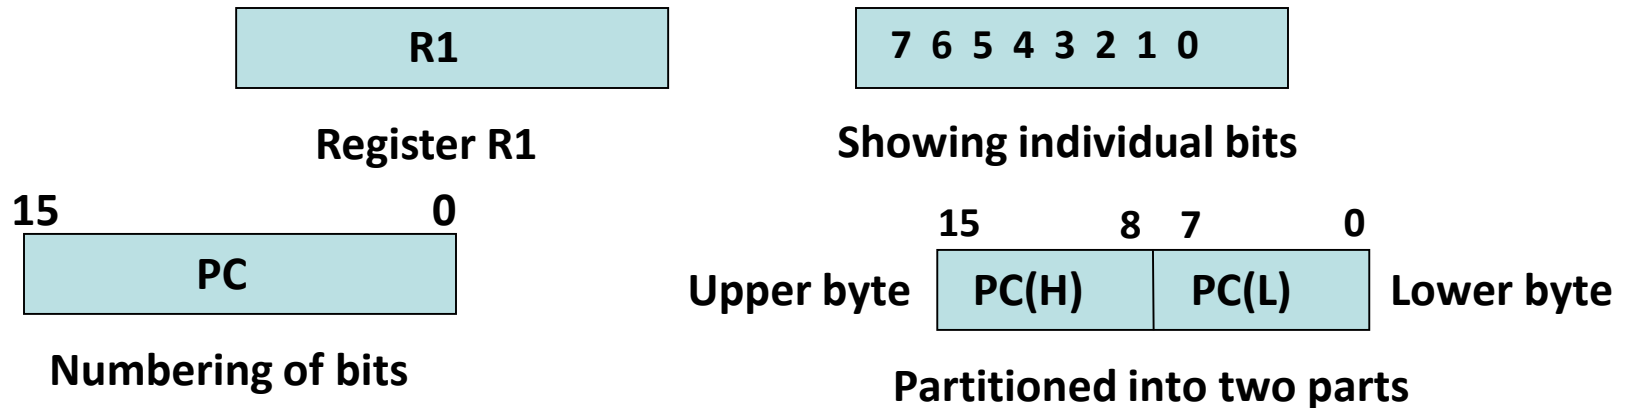 R1
7 6 5 4 3 2 1 0
Register R1
Showing individual bits
15 0
PC
Numbering of bits
15 8 7 0
Upper byte PC(H) PC(L) Lower byte
Partitioned into two parts